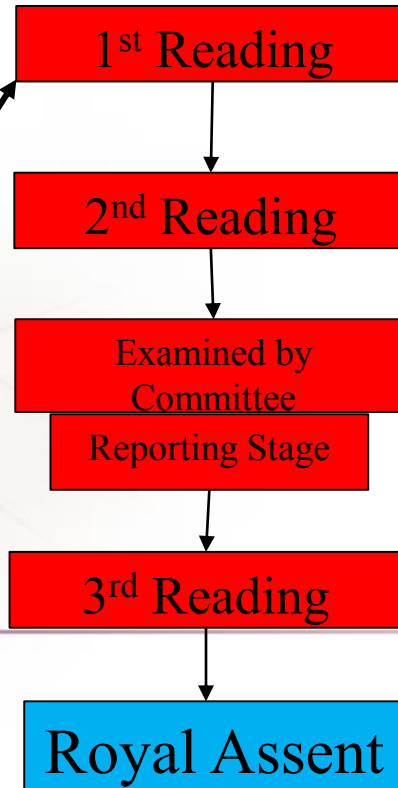 1st Reading
2nd Reading
Examined by
Committee
Reporting Stage
3rd Reading
Royal Assent